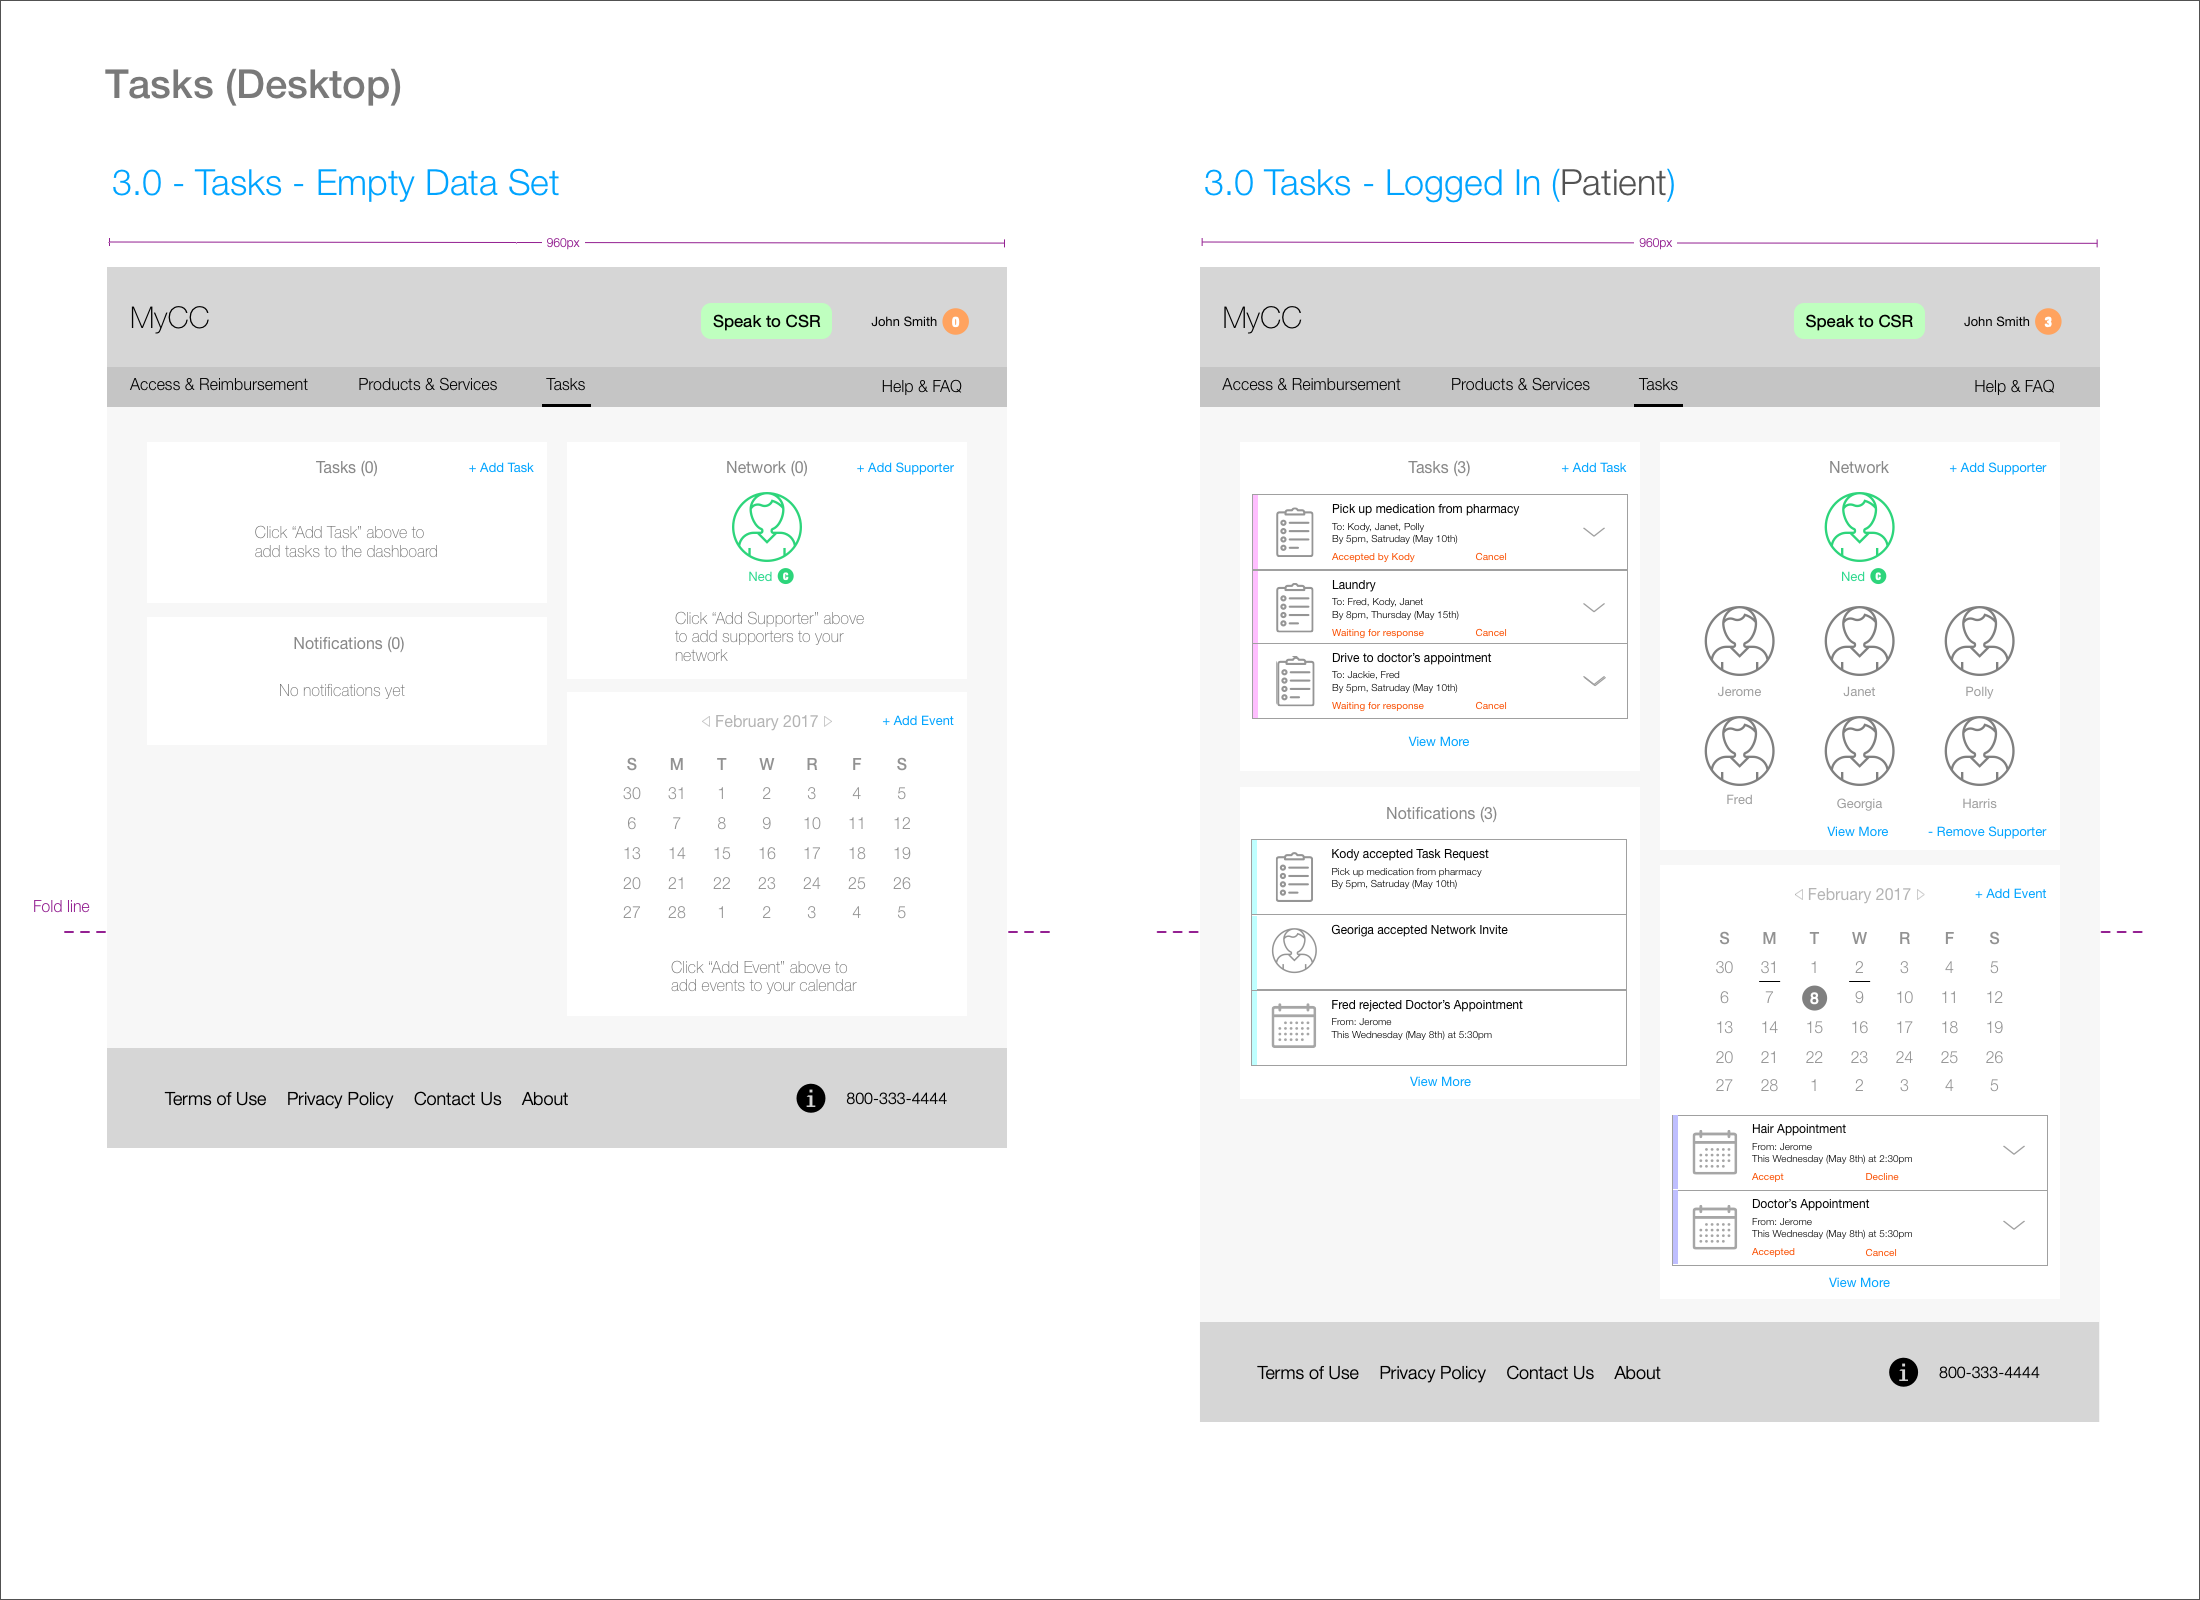 Tasks (Desktop)
3.0 - Tasks - Empty Data Set
960px
MyCC
Speak to CSR
John Smith 0
Access & Reimbursement Products & Services Tasks Help & FAQ
Tasks (0) + Add Task
Click “Add Task” above to
add tasks to the dashboard
Notifications (0)
No notifications yet
Network (0) + Add Supporter
Ned C
Click “Add Supporter” above
to add supporters to your
network
February 2017 + Add Event
S M T W R F S
30 31 1 2 3 4 5
6 7 8 9 10 11 12
13 14 15 16 17 18 19
20 21 22 23 24 25 26
27 28 1 2 3 4 5
Click “Add Event” above to
add events to your calendar
Fold line
Terms of Use Privacy Policy Contact Us About i 800-333-4444
3.0 Tasks - Logged In (Patient)
960px
MyCC
Speak to CSR
John Smith 3
Access & Reimbursement Products & Services Tasks Help & FAQ
Tasks (3) + Add Task
Pick up medication from pharmacy
To: Kody, Janet, Polly
By 5pm, Satruday (May 10th)
Accepted by Kody Cancel
Laundry
To: Fred, Kody, Janet
By 8pm, Thursday (May 15th)
Waiting for response Cancel
Drive to doctor’s appointment
To: Jackie, Fred
By 5pm, Satruday (May 10th)
Waiting for response Cancel
View More
Notifications (3)
Kody accepted Task Request
Pick up medication from pharmacy
By 5pm, Satruday (May 10th)
Georiga accepted Network Invite
Fred rejected Doctor’s Appointment
From: Jerome
This Wednesday (May 8th) at 5:30pm
View More
Network + Add Supporter
Ned C
Jerome Janet Polly
Fred Georgia Harris
View More - Remove Supporter
February 2017 + Add Event
S M T W R F S
30 31 1 2 3 4 5
6 7 8 9 10 11 12
13 14 15 16 17 18 19
20 21 22 23 24 25 26
27 28 1 2 3 4 5
Hair Appointment
From: Jerome
This Wednesday (May 8th) at 2:30pm
Accept Decline
Doctor’s Appointment
From: Jerome
This Wednesday (May 8th) at 5:30pm
Accepted Cancel
View More
Terms of Use Privacy Policy Contact Us About i 800-333-4444